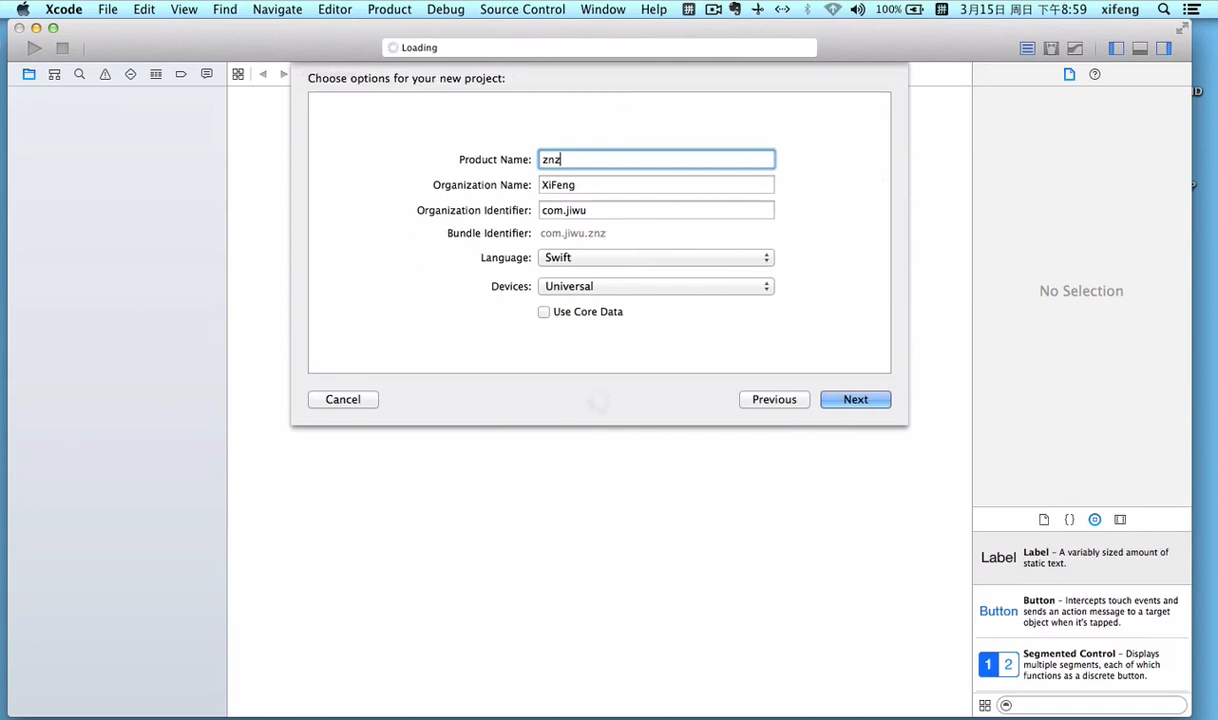 Xcode File Edit View Find Navigate Editor Product Debug Source Control Window Help 100% 3月15日 周日 下午8:59 xifeng
Loading
Choose options for your new project:
Product Name: znz
Organization Name: XiFeng
Organization Identifier: com.jiwu
Bundle Identifier: com.jiwu.znz
Language: Swift
Devices: Universal
Use Core Data
Cancel Previous Next
No Selection
Label Label - A variably sized amount of
static text.
Button Button - Intercepts touch events and
sends an action message to a target
object when it's tapped.
1 2 Segmented Control - Displays
multiple segments, each of which
functions as a discrete button.